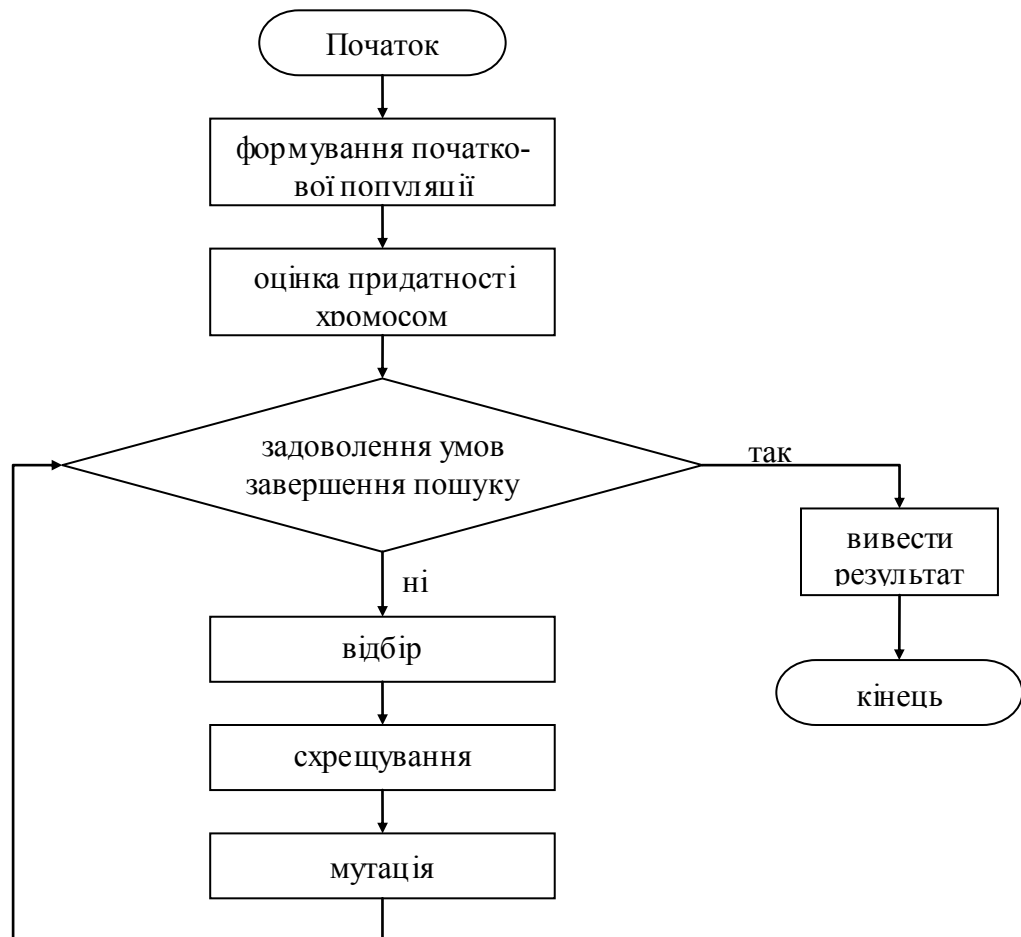 Початок
формування початко-
вої популяції
оцінка придатності
хромосом
задоволення умов
завершення пошуку
так
вивести
результат
ні
відбір
кінець
схрещування
мутація